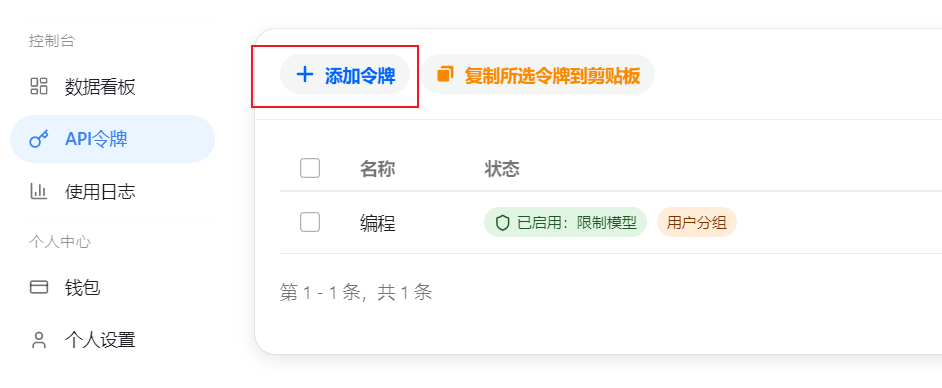 控制台
数据看板
API令牌
使用日志
个人中心
钱包
个人设置
添加令牌 复制所选令牌到剪贴板
名称 状态
编程 已启用：限制模型 用户分组
第 1 - 1 条，共 1 条